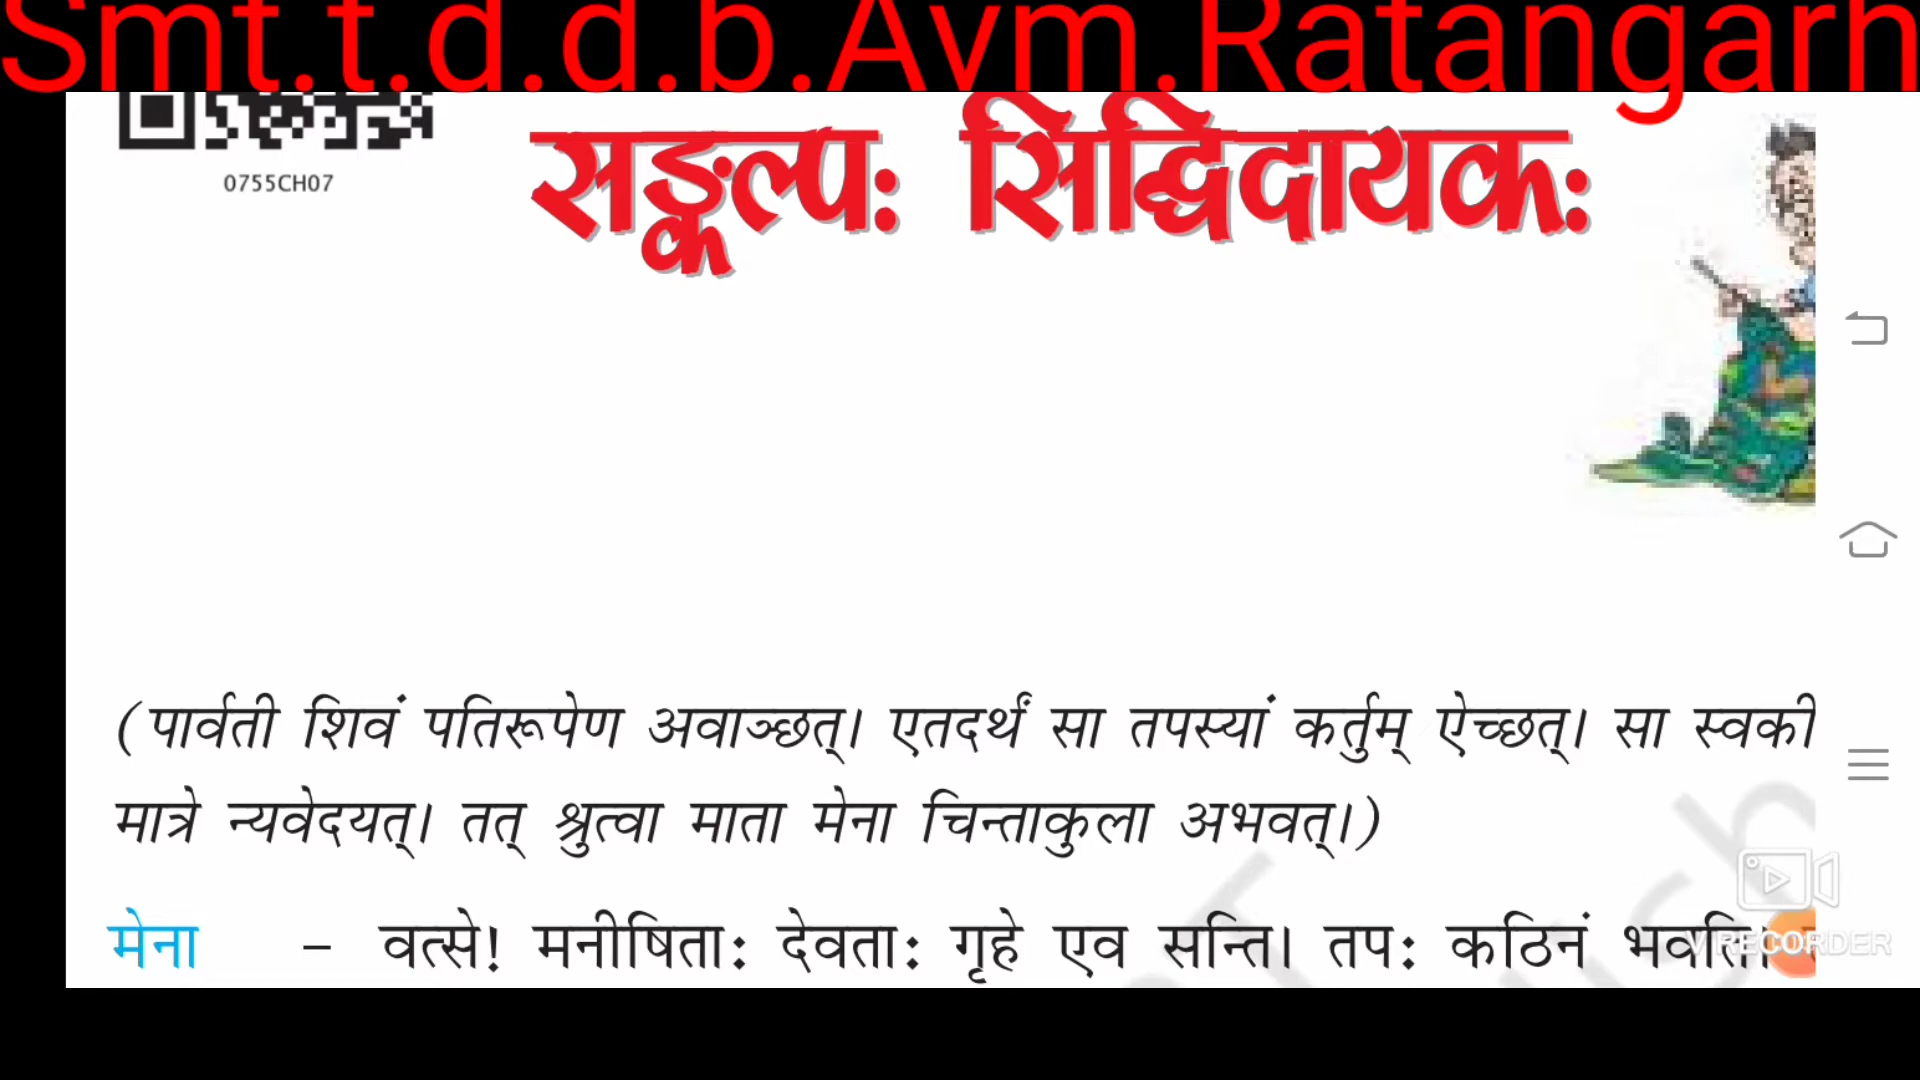 Smt.t.d.d.b.Avm.Ratangarh
0755CH07
सङ्कल्पः सिद्धिदायकः
(पार्वती शिवं पतिरूपेण अवाञ्छत्। एतदर्थं सा तपस्यां कर्तुम् ऐच्छत्। सा स्वकी
मात्रे न्यवेदयत्। तत् श्रुत्वा माता मेना चिन्ताकुला अभवत्।)
मेना – वत्से! मनीषिताः देवताः गृहे एव सन्ति। तपः कठिनं भवति।
RECORDER